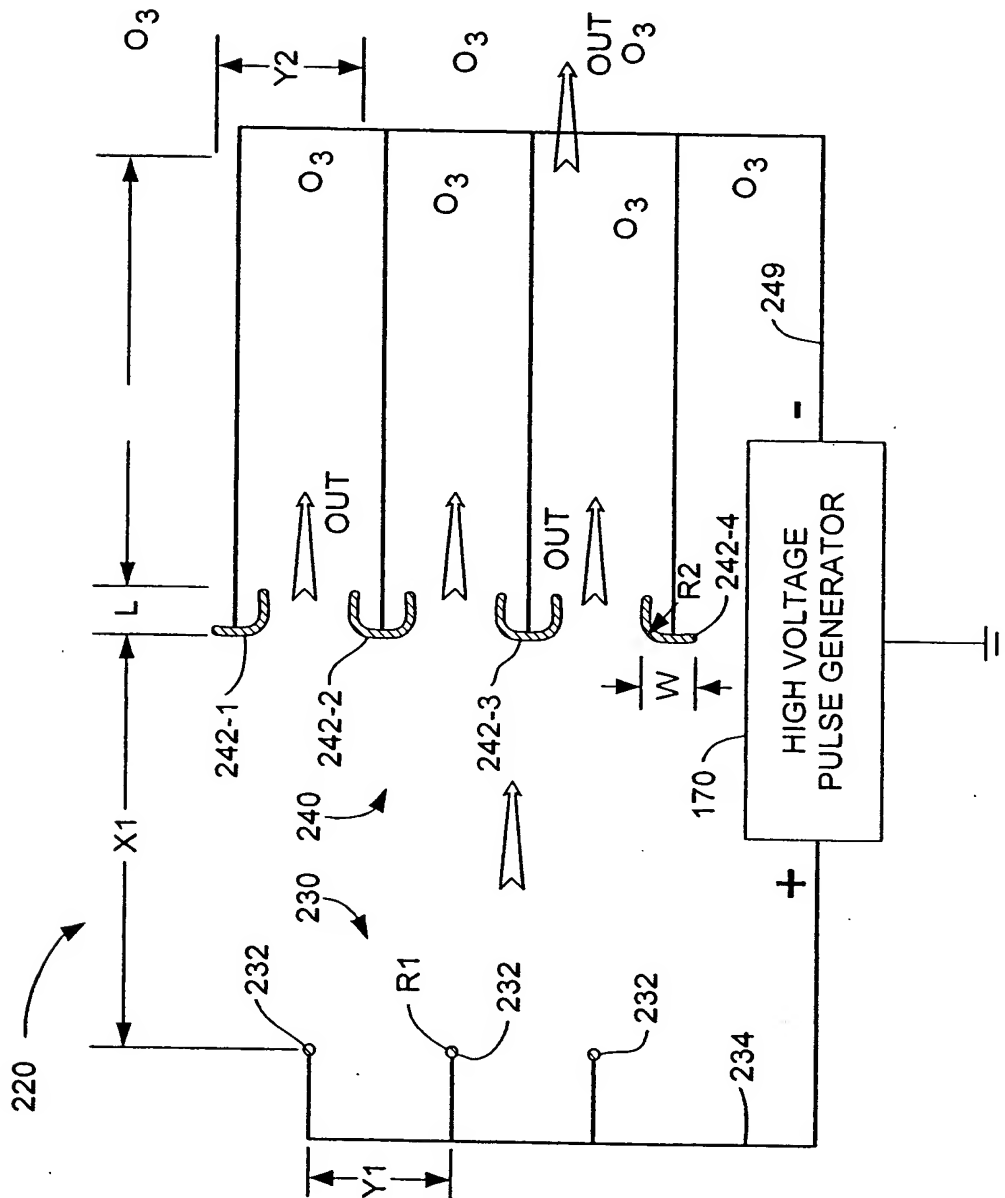 220
X1
L
Y2
O3
O3
OUT
O3
O3
O3
O3
O3
242-1
OUT
242-2
240
232
230
Y1
R1
232
242-3
OUT
W
R2
242-4
232
234
+
170
HIGH VOLTAGE
PULSE GENERATOR
-
249